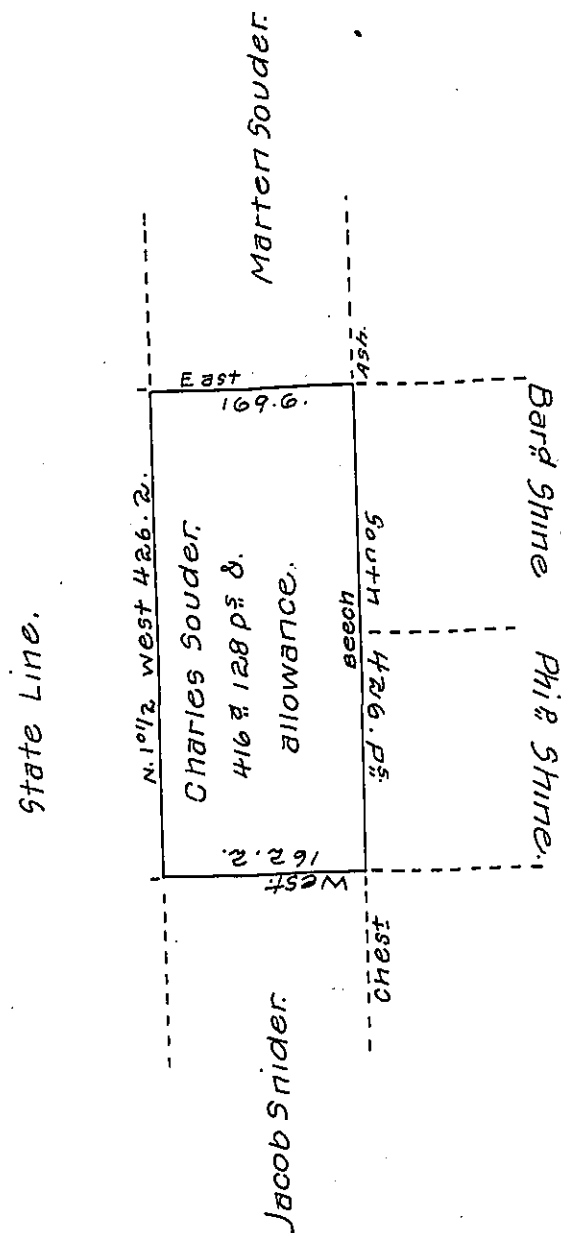 State Line.
N. 1°1/2 West 426.2.
Marten Souder.
East
169.6.
Charles Souder.
416 a 128 ps &
allowance.
West
162.2.
Jacob Snider.
Ash.
South 426. ps
Beech
Chest
Bard Shine
Phil Shine.